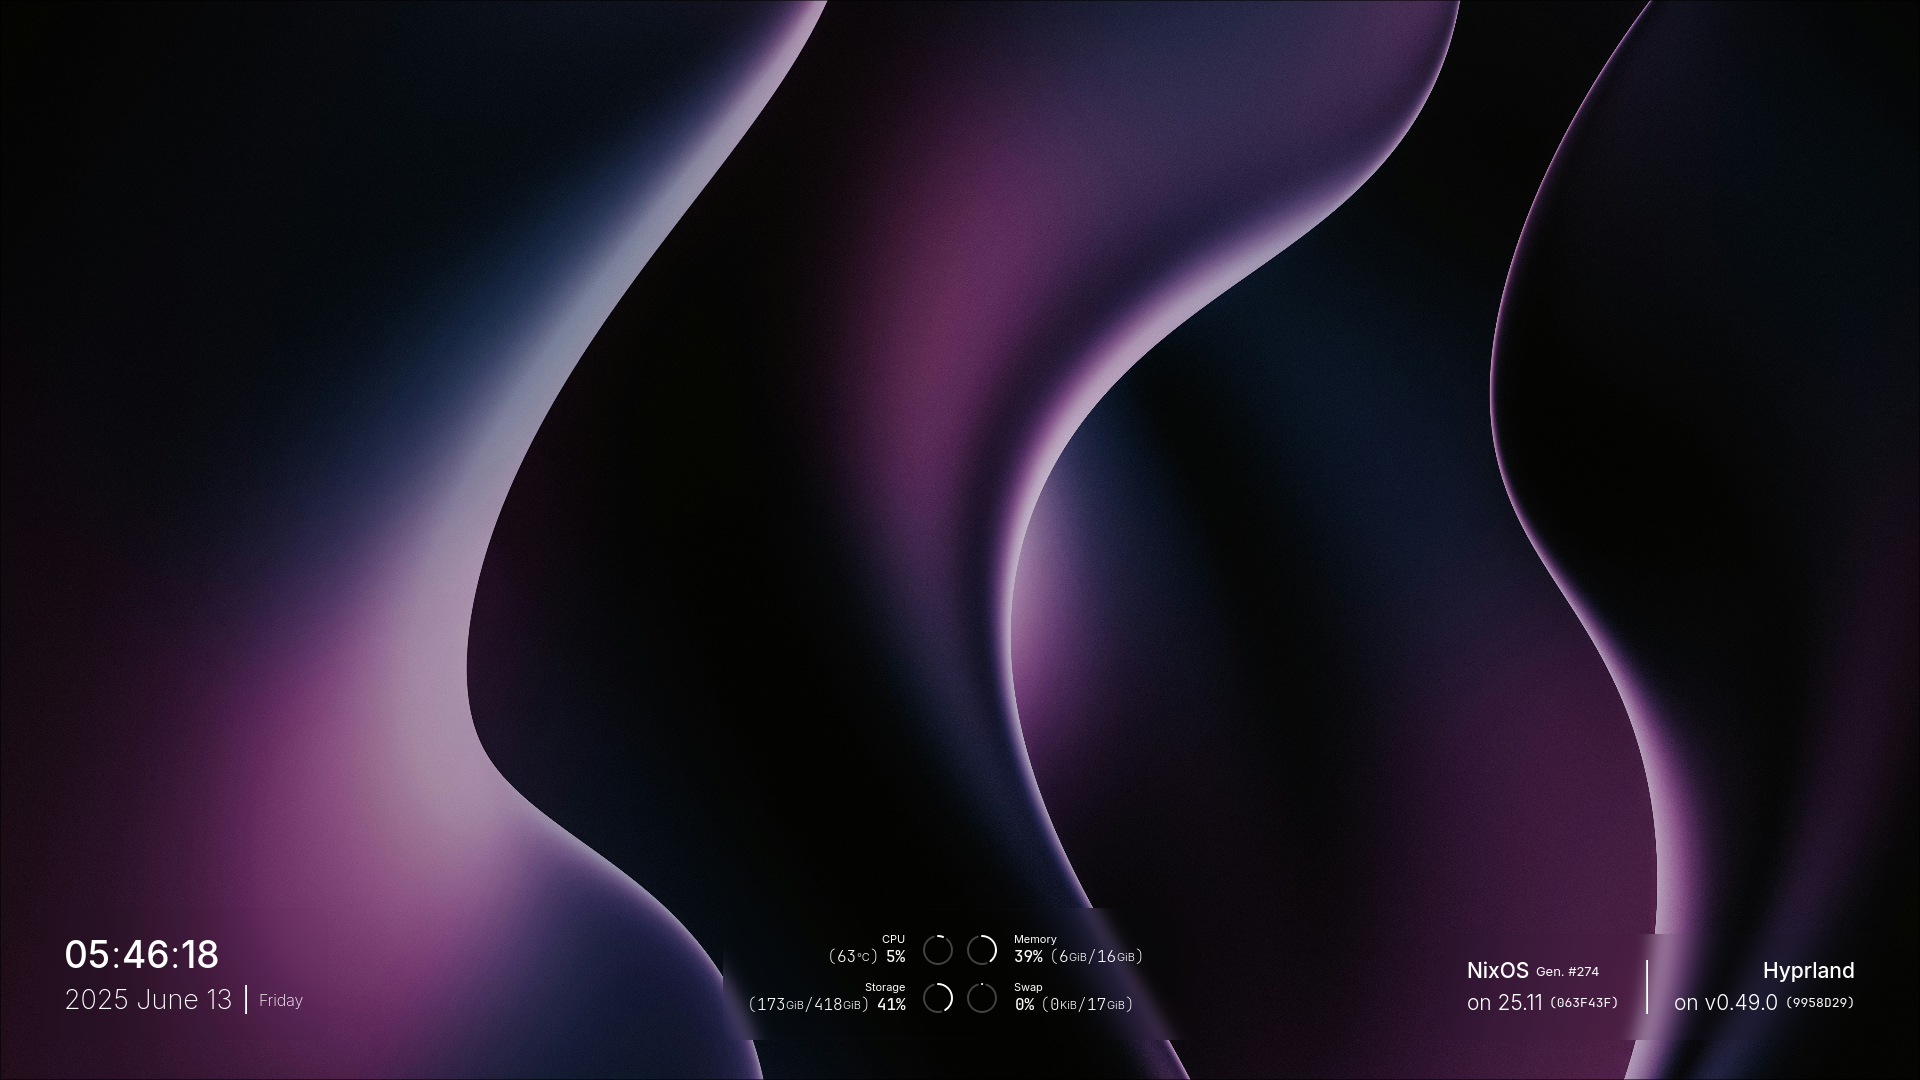 05:46:18
2025 June 13 | Friday
CPU
(63°C) 5%
Memory
39% (6GiB/16GiB)
Storage
(173GiB/418GiB) 41%
Swap
0% (0KiB/17GiB)
NixOS Gen. #274
on 25.11 (063F43F)
Hyprland
on v0.49.0 (9958D29)